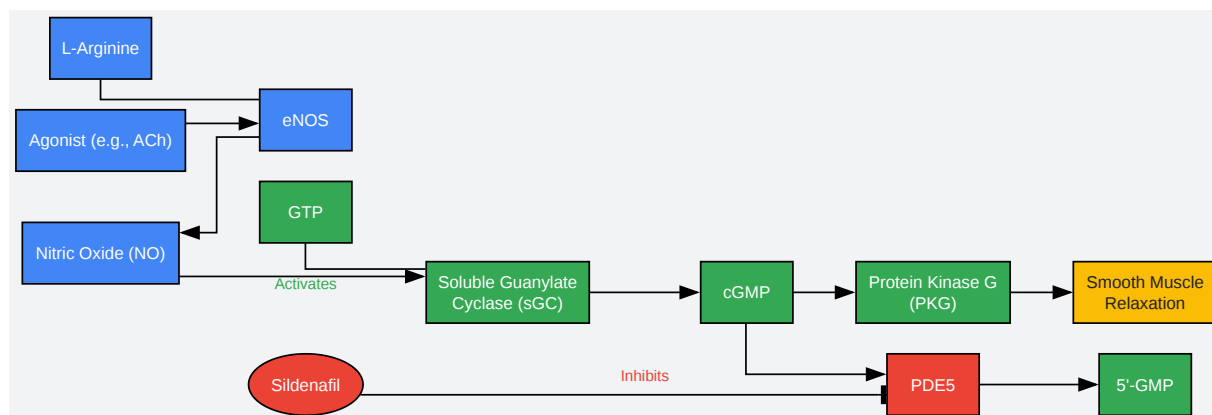 L-Arginine
Agonist (e.g., ACh)
eNOS
GTP
Nitric Oxide (NO)
Activates
Soluble Guanylate
Cyclase (sGC)
cGMP
Protein Kinase G
(PKG)
Smooth Muscle
Relaxation
Sildenafil
Inhibits
PDE5
5'-GMP